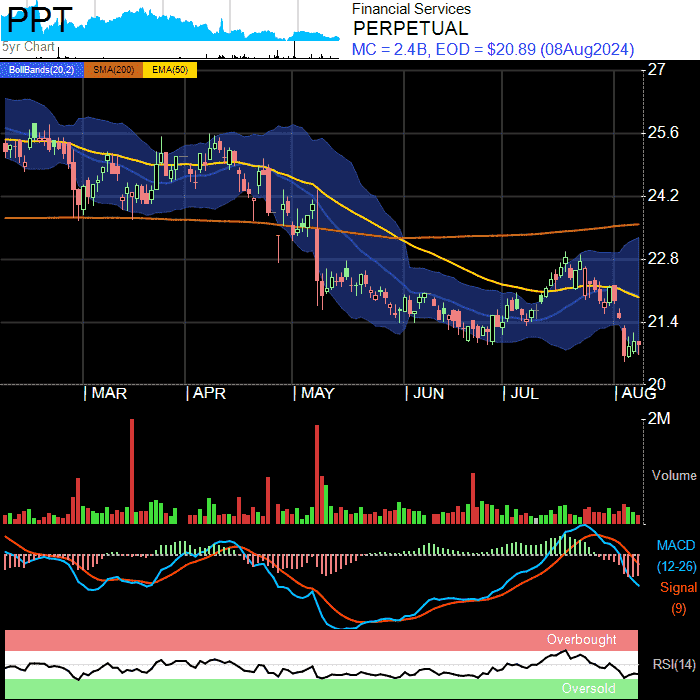 PPT
5yr Chart
Financial Services
PERPETUAL
MC = 2.4B, EOD = $20.89 (08Aug2024)
BollBands(20,2) SMA(200) EMA(50)
27
25.6
24.2
22.8
21.4
20
MAR APR MAY JUN JUL AUG
2M
Volume
MACD
(12-26)
Signal
(9)
Overbought
RSI(14)
Oversold